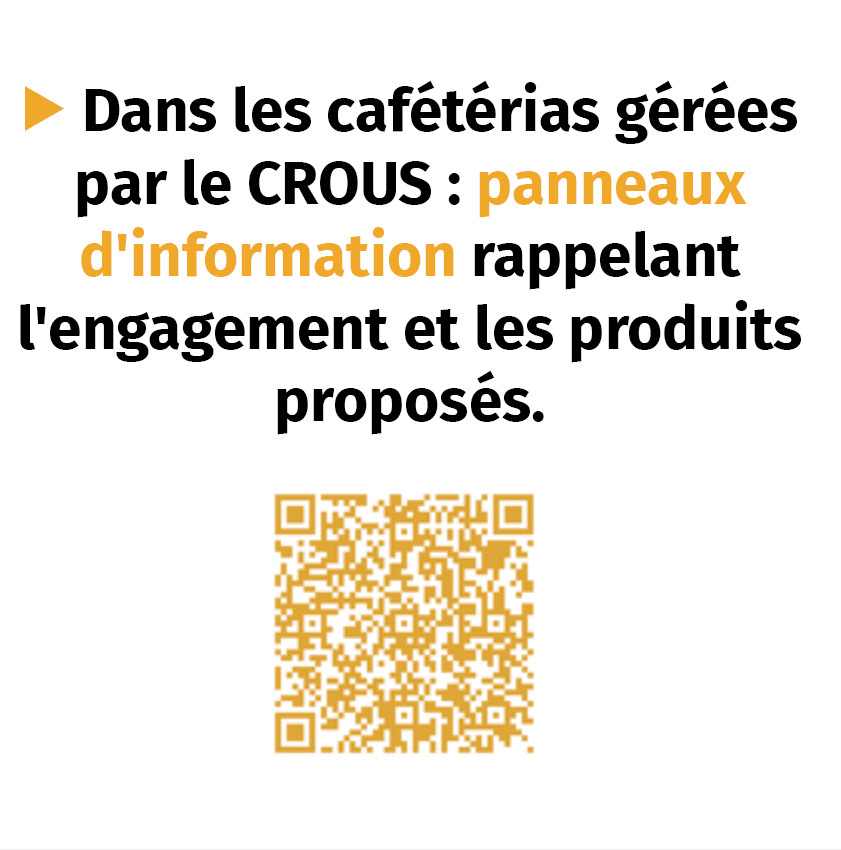 ▶ Dans les cafétérias gérées
par le CROUS : panneaux
d'information rappelant
l'engagement et les produits
proposés.